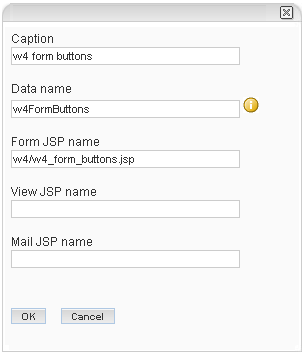 Caption
w4 form buttons
Data name
w4FormButtons
Form JSP name
w4/w4_form_buttons.jsp
View JSP name
Mail JSP name
OK Cancel